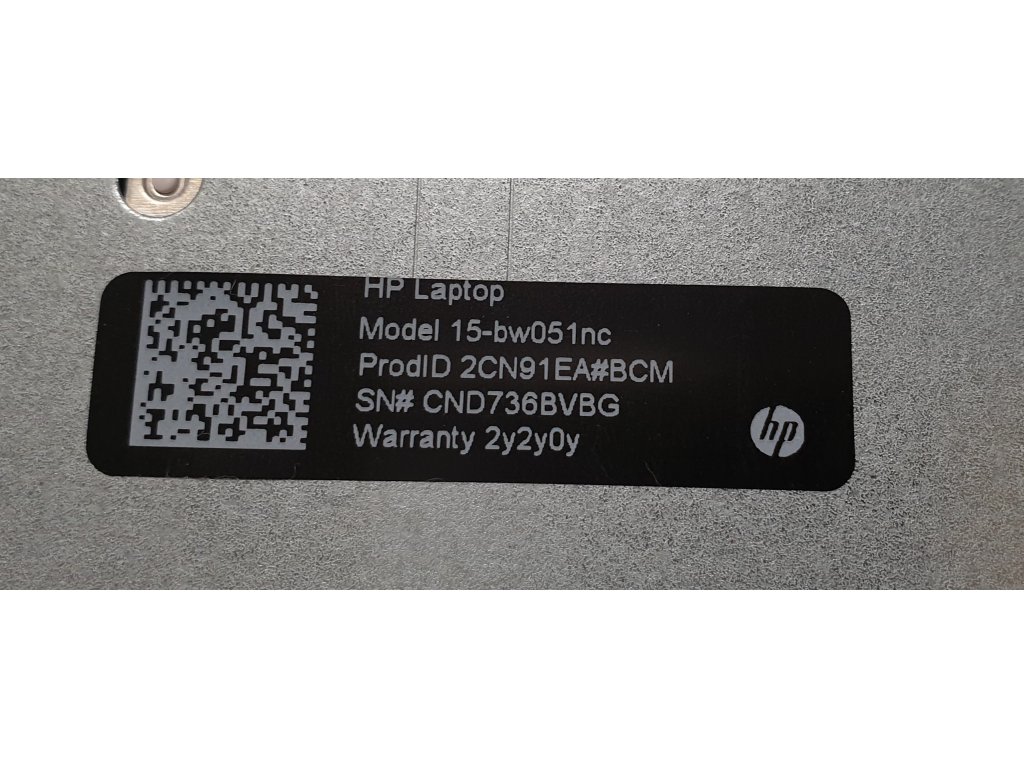 HP Laptop
Model 15-bw051nc
ProdID 2CN91EA#BCM
SN# CND736BVBG
Warranty 2y2y0y
hp